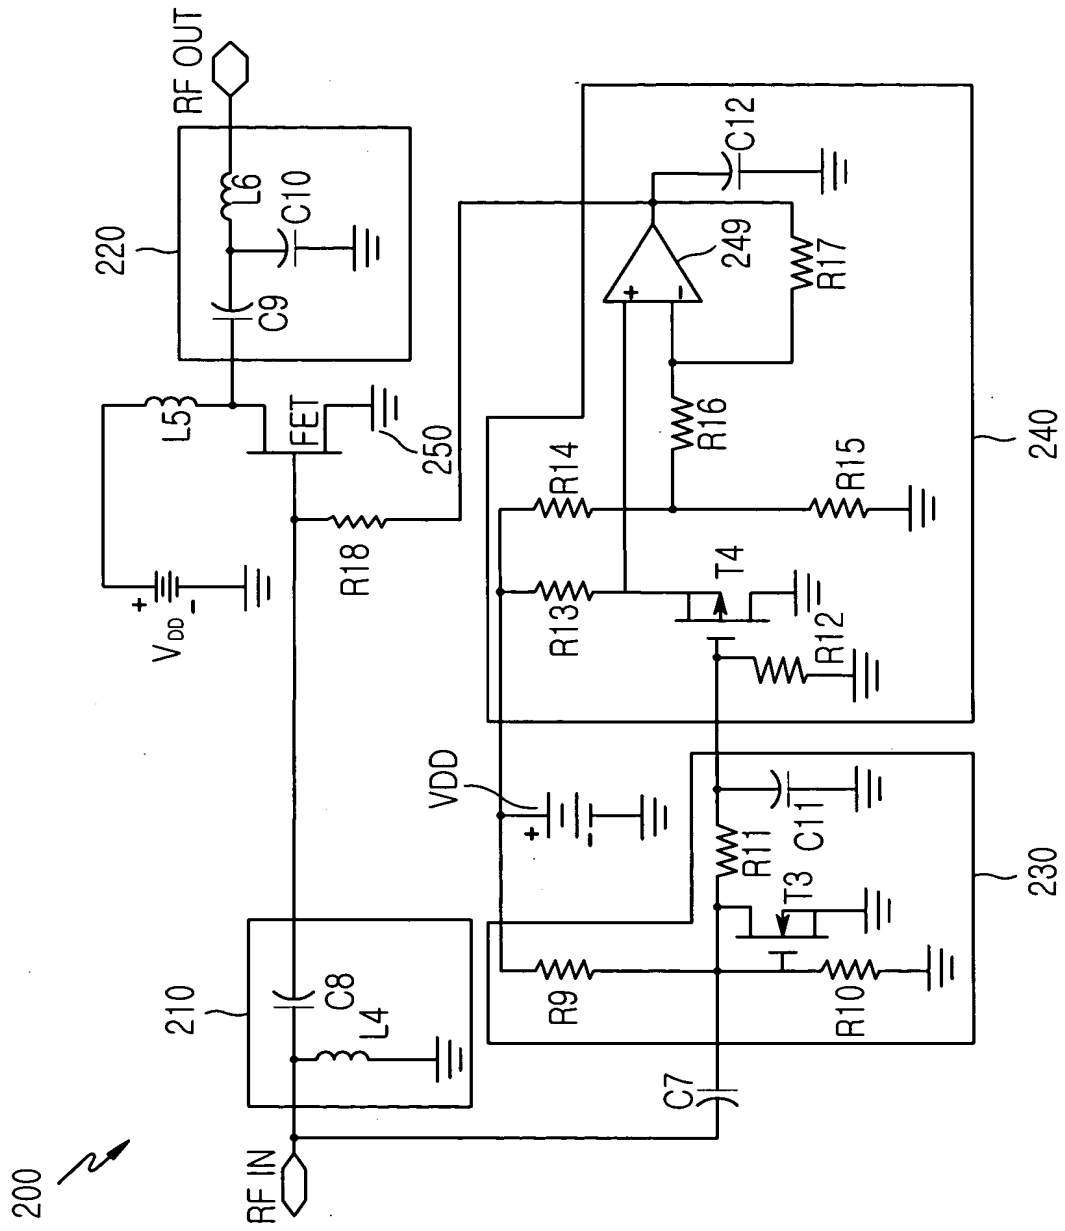 200
RF IN
210
L4
C8
V_DD
+
-
L5
FET
250
220
C9
L6
C10
RF OUT
R18
C7
230
R9
R10
T3
R11
C11
VDD
+
-
240
R12
T4
R13
R14
R15
R16
+
-
249
R17
C12